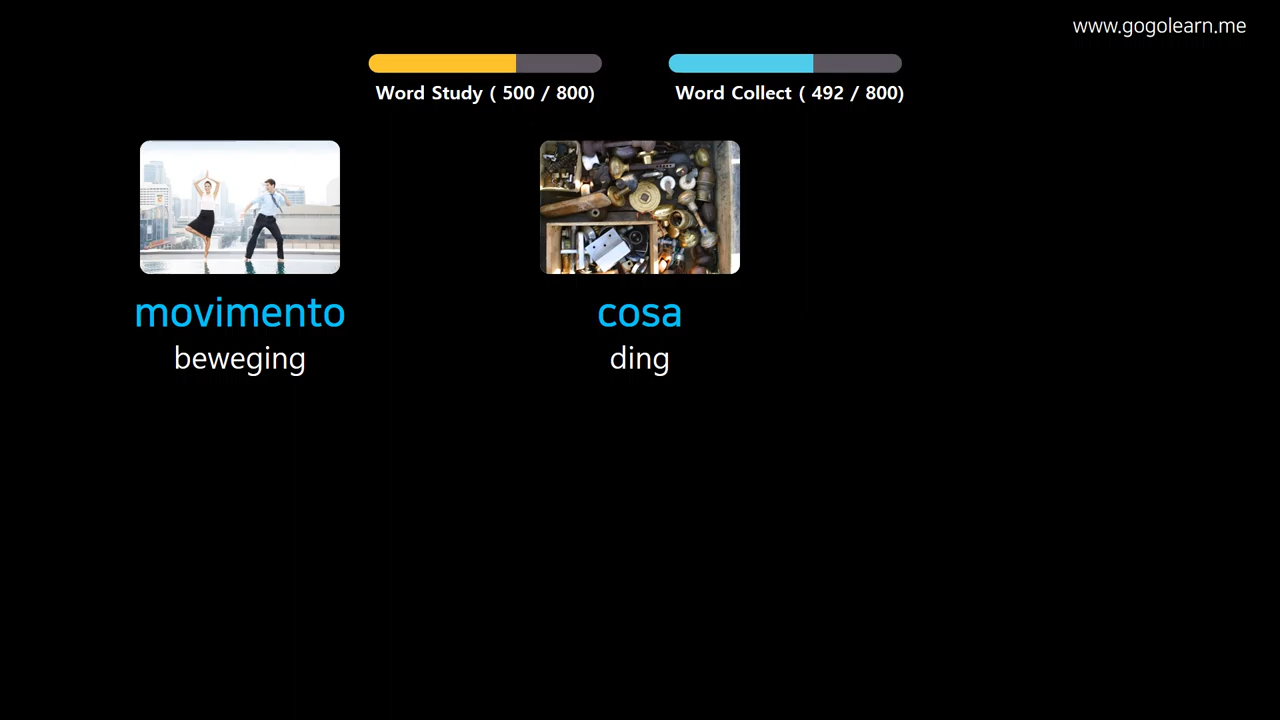 www.gogolearn.me
Word Study ( 500 / 800)
Word Collect ( 492 / 800)
movimento
beweging
cosa
ding